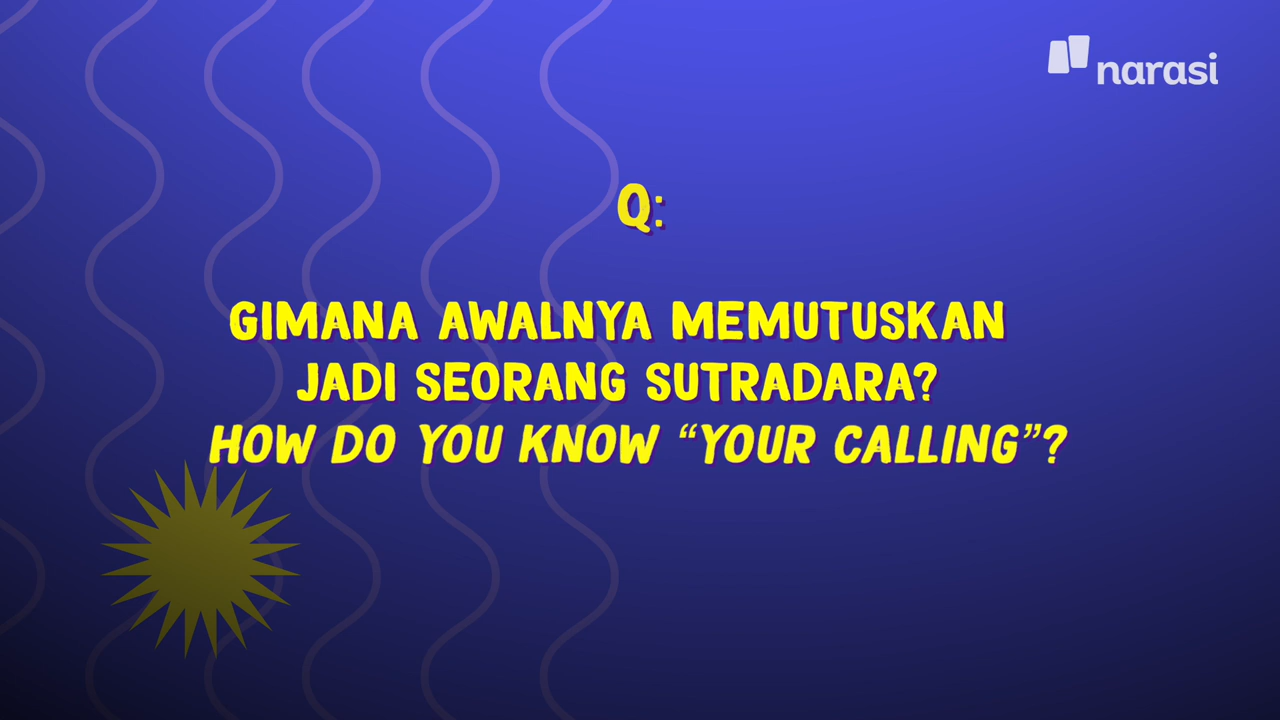 narasi
Q:
GIMANA AWALNYA MEMUTUSKAN
JADI SEORANG SUTRADARA?
HOW DO YOU KNOW “YOUR CALLING”?